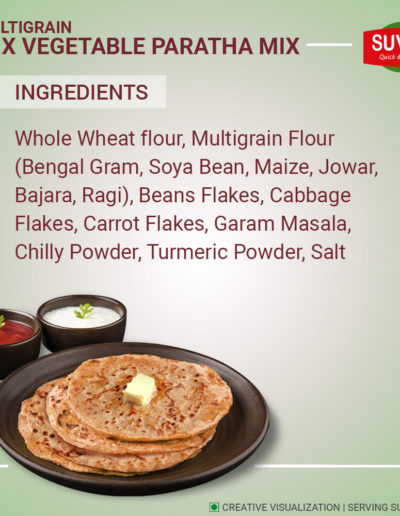 LTIGRAIN
X VEGETABLE PARATHA MIX
SUV
Quick &
INGREDIENTS
Whole Wheat flour, Multigrain Flour
(Bengal Gram, Soya Bean, Maize, Jowar,
Bajara, Ragi), Beans Flakes, Cabbage
Flakes, Carrot Flakes, Garam Masala,
Chilly Powder, Turmeric Powder, Salt
CREATIVE VISUALIZATION | SERVING SU